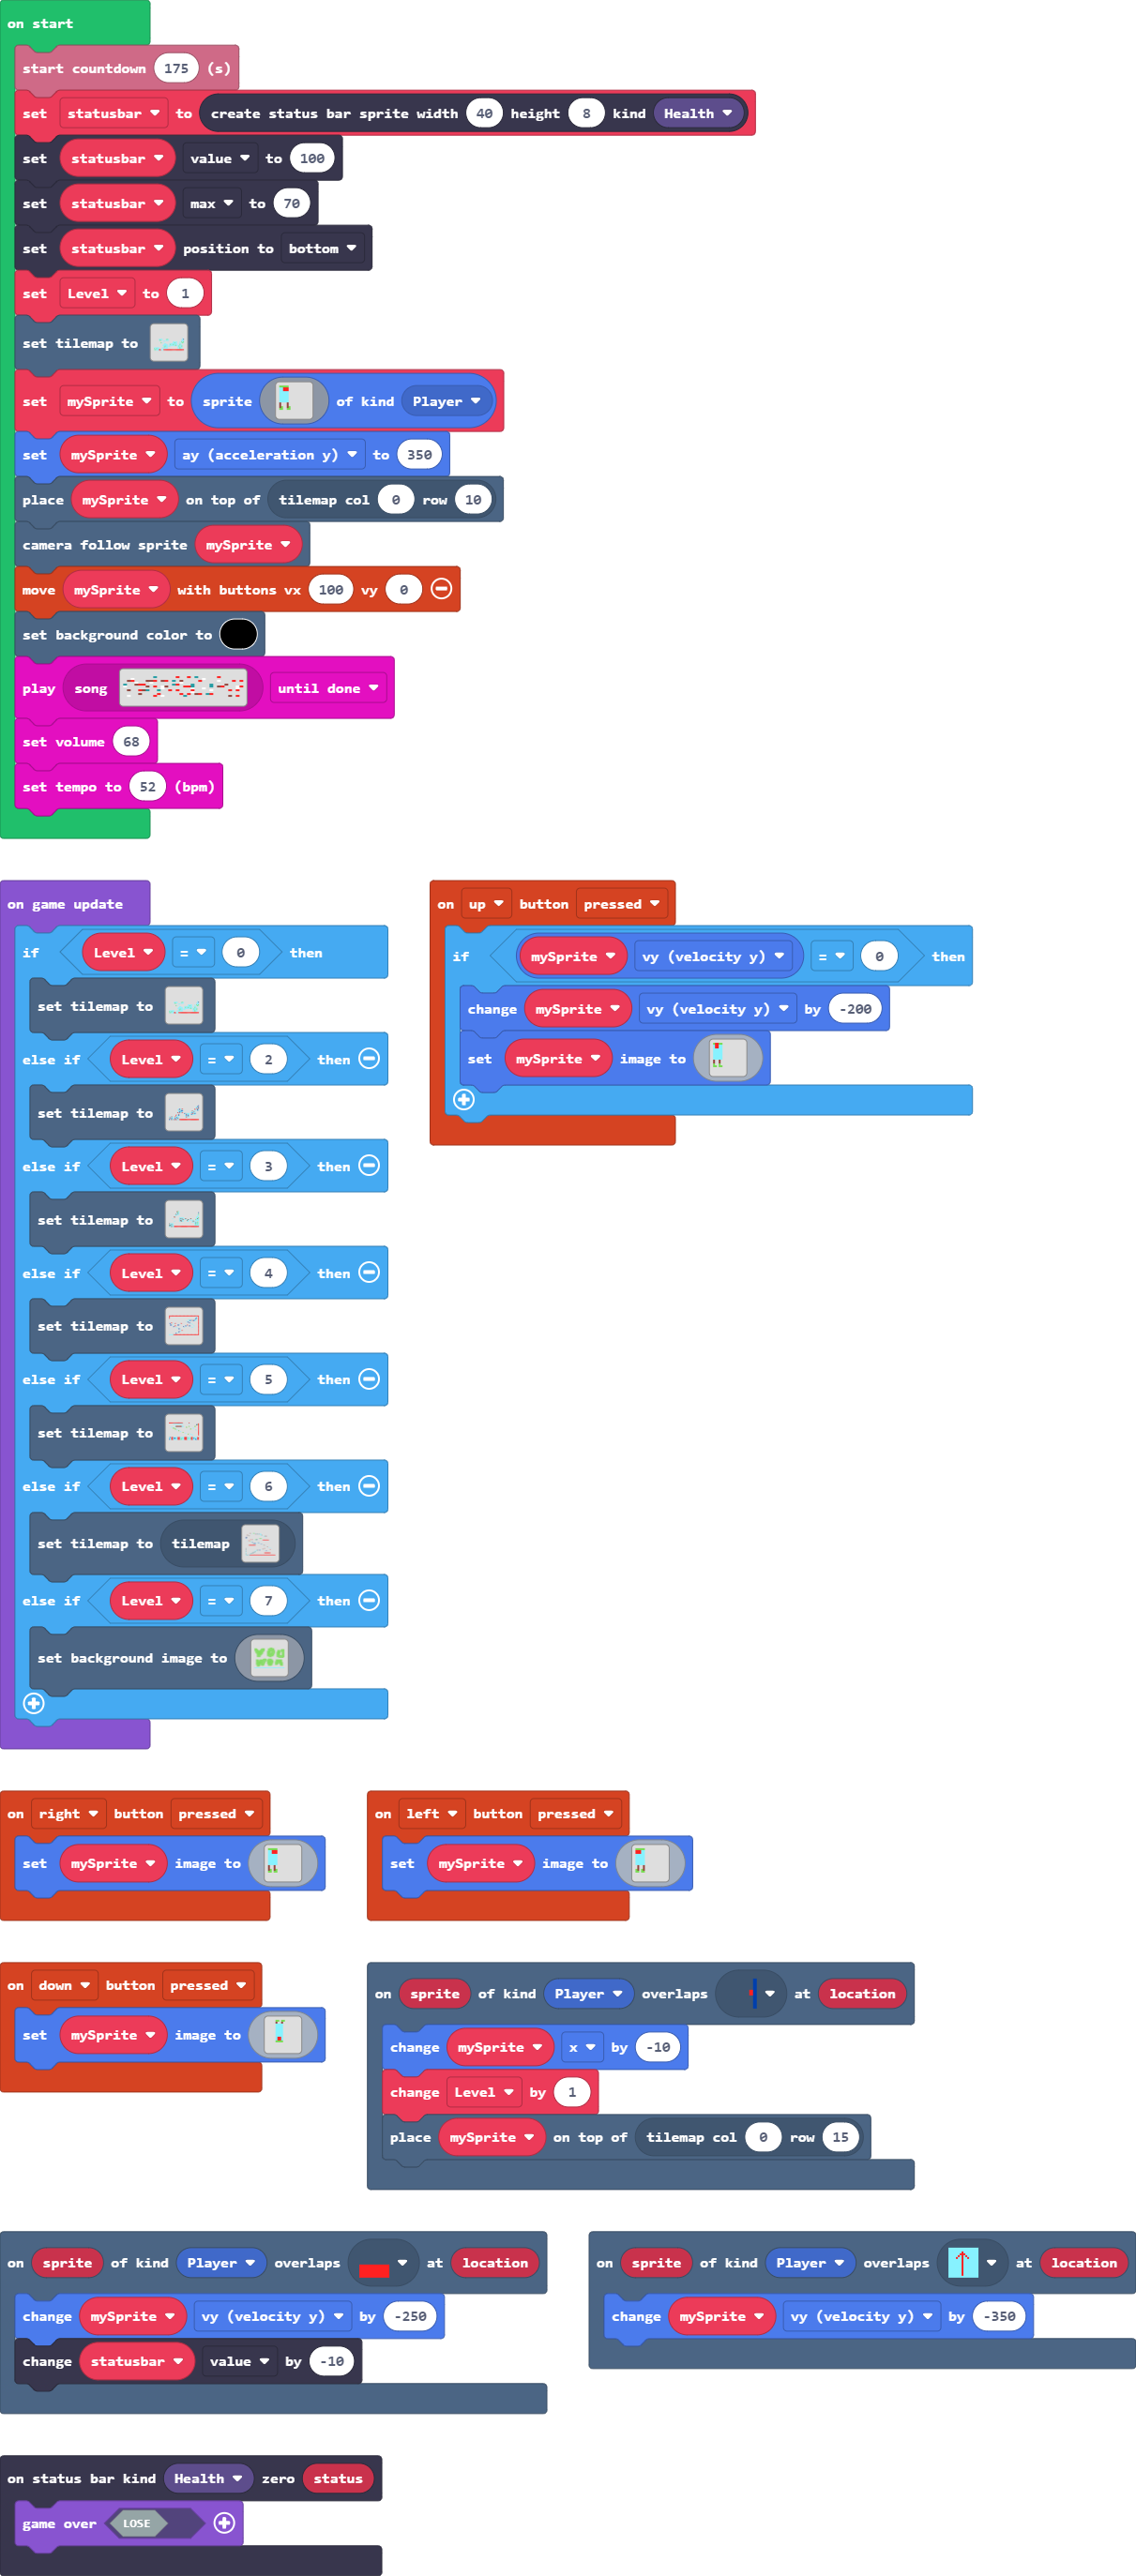 on start
start countdown 175 (s)
set statusbar to create status bar sprite width 40 height 8 kind Health
set statusbar value to 100
set statusbar max to 70
set statusbar position to bottom
set Level to 1
set tilemap to
set mySprite to sprite of kind Player
set mySprite ay (acceleration y) to 350
place mySprite on top of tilemap col 0 row 10
camera follow sprite mySprite
move mySprite with buttons vx 100 vy 0
set background color to
play song until done
set volume 68
set tempo to 52 (bpm)
on game update
if Level = 0 then
set tilemap to
else if Level = 2 then
set tilemap to
else if Level = 3 then
set tilemap to
else if Level = 4 then
set tilemap to
else if Level = 5 then
set tilemap to
else if Level = 6 then
set tilemap to tilemap
else if Level = 7 then
set background image to YOU WON
on up button pressed
if mySprite vy (velocity y) = 0 then
change mySprite vy (velocity y) by -200
set mySprite image to
on right button pressed
set mySprite image to
on left button pressed
set mySprite image to
on down button pressed
set mySprite image to
on sprite of kind Player overlaps at location
change mySprite x by -10
change Level by 1
place mySprite on top of tilemap col 0 row 15
on sprite of kind Player overlaps at location
change mySprite vy (velocity y) by -250
change statusbar value by -10
on sprite of kind Player overlaps at location
change mySprite vy (velocity y) by -350
on status bar kind Health zero status
game over LOSE